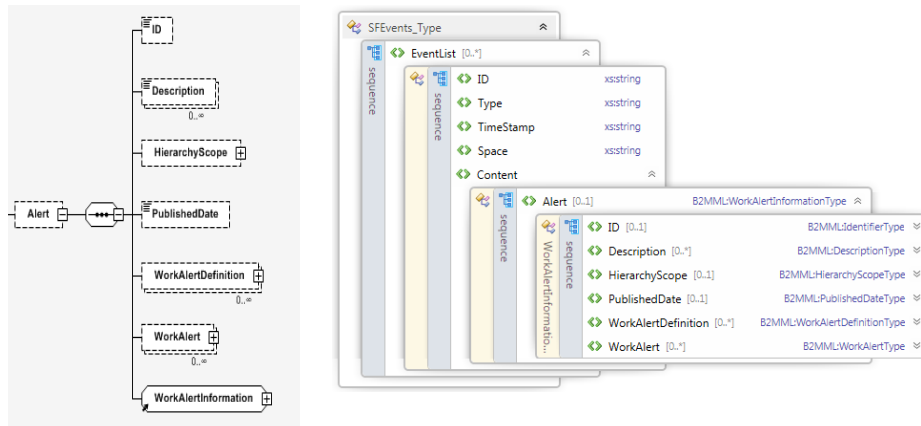 ID
Description
0..∞
HierarchyScope
Alert
PublishedDate
WorkAlertDefinition
0..∞
WorkAlert
0..∞
WorkAlertInformation
SFEvents_Type
sequence
EventList [0..*]
sequence
ID xs:string
Type xs:string
TimeStamp xs:string
Space xs:string
Content
sequence
Alert [0..1] B2MML:WorkAlertInformationType
WorkAlertInformatio...
sequence
ID [0..1] B2MML:IdentifierType
Description [0..*] B2MML:DescriptionType
HierarchyScope [0..1] B2MML:HierarchyScopeType
PublishedDate [0..1] B2MML:PublishedDateType
WorkAlertDefinition [0..*] B2MML:WorkAlertDefinitionType
WorkAlert [0..*] B2MML:WorkAlertType